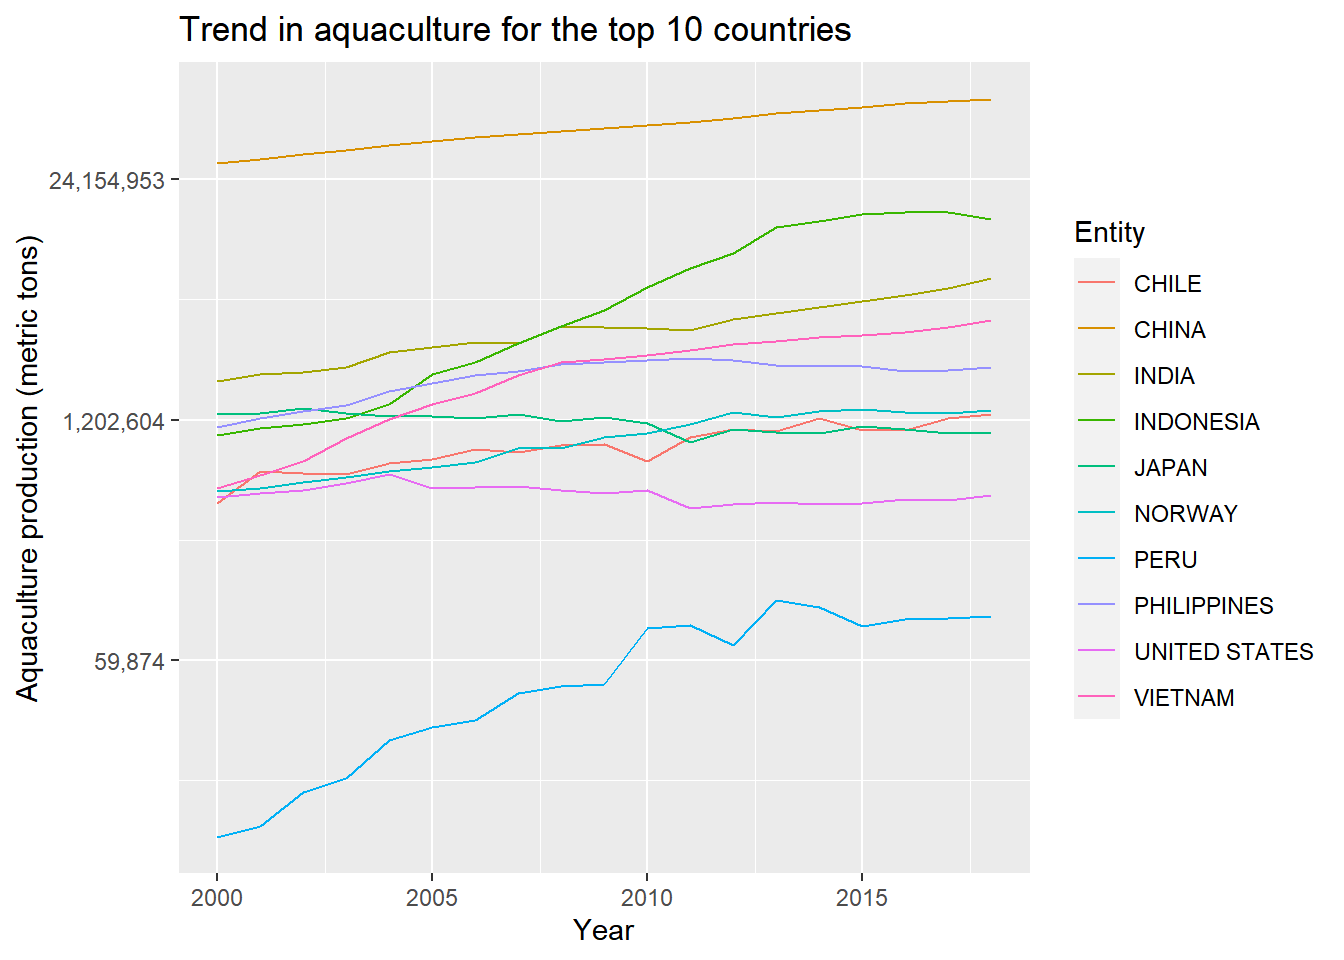 Trend in aquaculture for the top 10 countries
Aquaculture production (metric tons)
24,154,953
1,202,604
59,874
2000
2005
2010
2015
Year
Entity
CHILE
CHINA
INDIA
INDONESIA
JAPAN
NORWAY
PERU
PHILIPPINES
UNITED STATES
VIETNAM